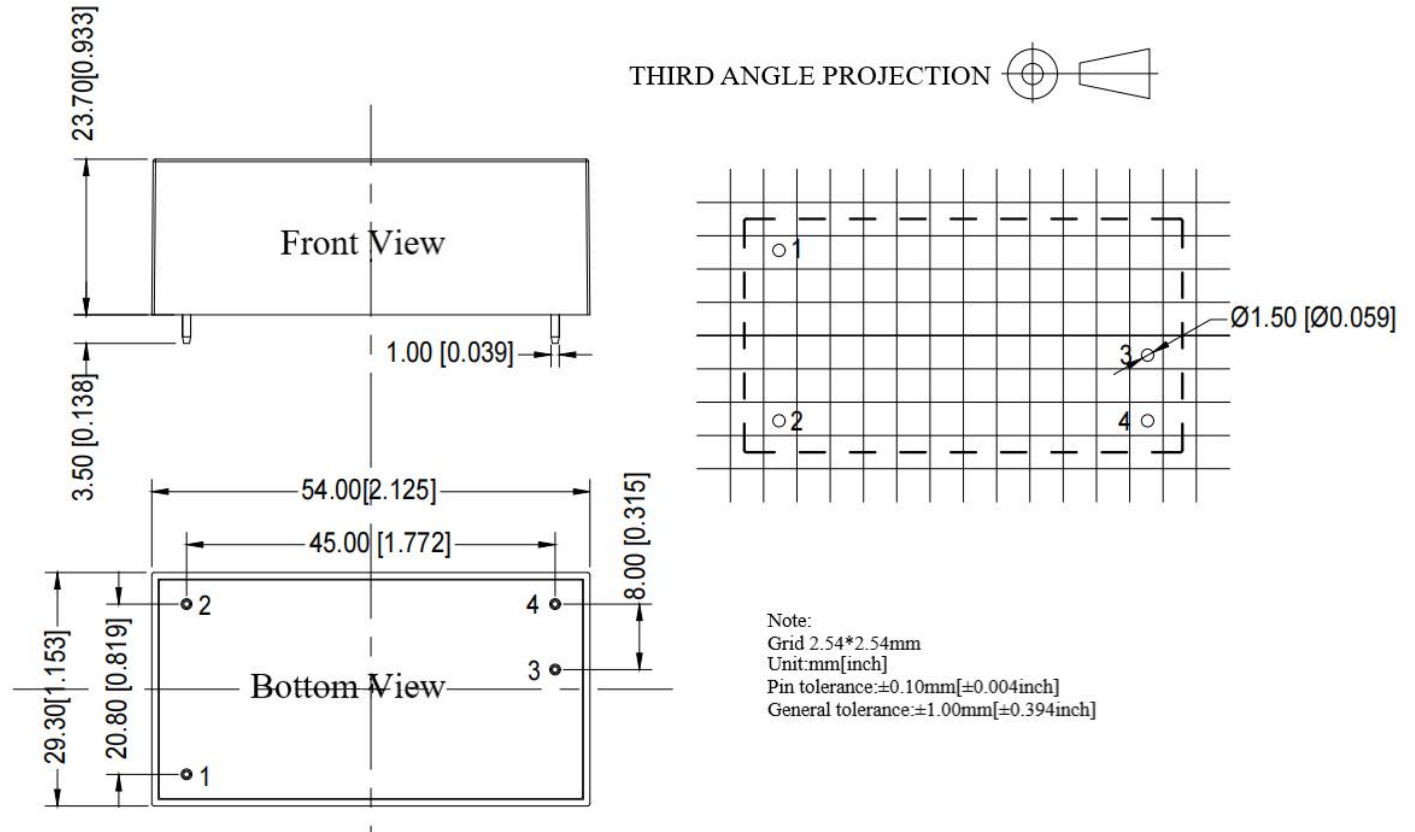 23.70[0.933]
THIRD ANGLE PROJECTION
Front View
1
Ø1.50 [Ø0.059]
1.00 [0.039]
3
3.50 [0.138]
2
4
54.00[2.125]
45.00 [1.772]
8.00 [0.315]
2
4
29.30[1.153]
20.80 [0.819]
3
Bottom View
1
Note:
Grid 2.54*2.54mm
Unit:mm[inch]
Pin tolerance:±0.10mm[±0.004inch]
General tolerance:±1.00mm[±0.394inch]